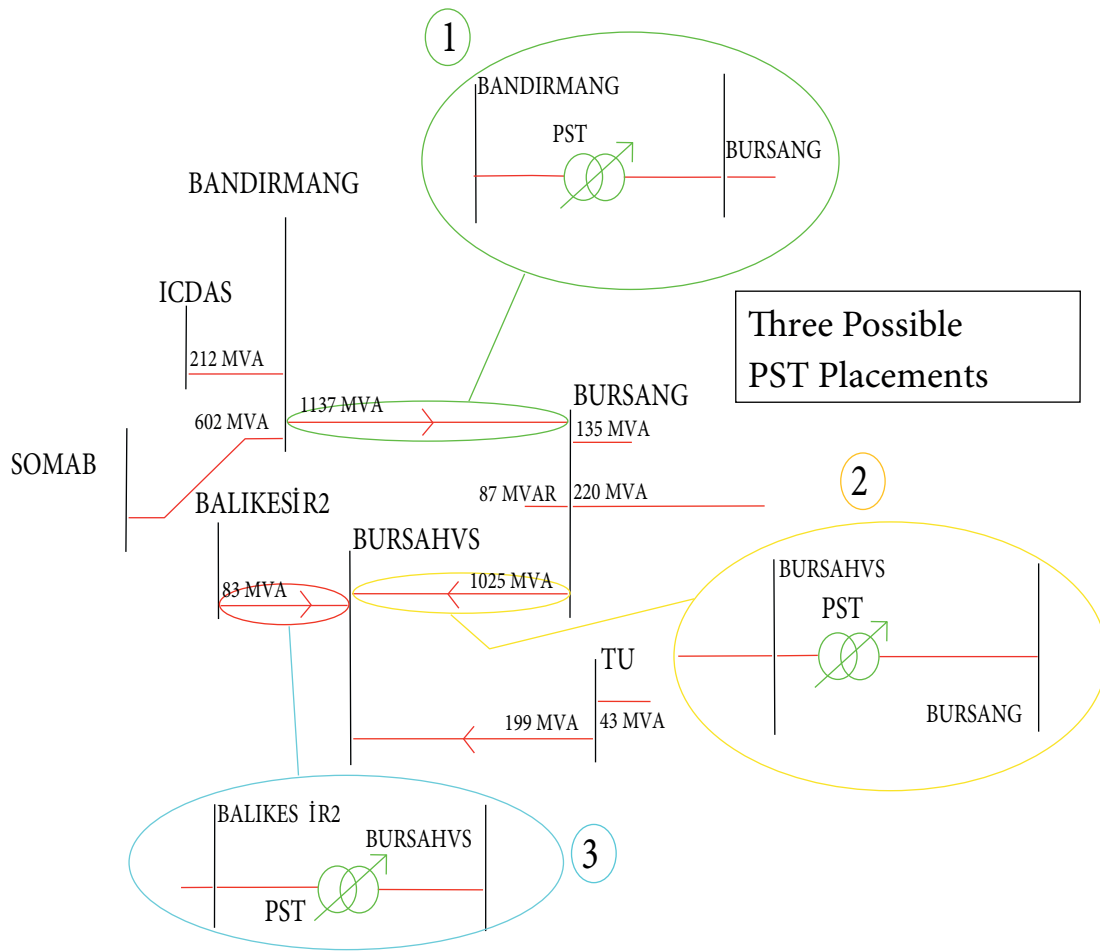 1
BANDIRMANG
PST
BURSANG
BANDIRMANG
ICDAS
212 MVA
Three Possible
PST Placements
1137 MVA
BURSANG
602 MVA
135 MVA
SOMAB
2
BALIKESİR2
87 MVAR
220 MVA
BURSAHVS
83 MVA
1025 MVA
BURSAHVS
PST
TU
BURSANG
199 MVA
43 MVA
BALIKES İR2
BURSAHVS
3
PST